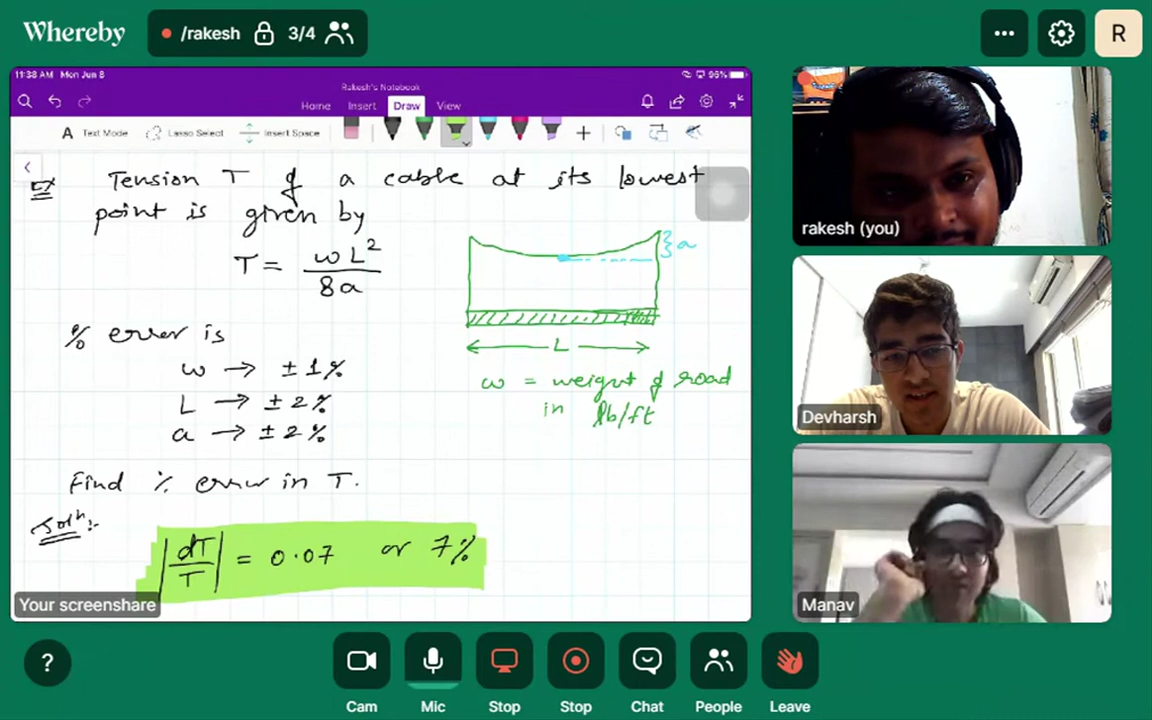 Whereby
/rakesh 3/4
R
11:38 AM Mon Jun 8
96%
Rakesh's Notebook
Home Insert Draw View
Text Mode Lasso Select Insert Space
Ex Tension T of a cable at its lowest
point is given by
T = wL²/8a
a
L
w = weight of road
in lb/ft
% error is
w → ± 1%
L → ± 2%
a → ± 2%
Find % error in T.
Soln:-
|dT/T| = 0.07 or 7%
Your screenshare
rakesh (you)
Devharsh
Manav
?
Cam Mic Stop Stop Chat People Leave